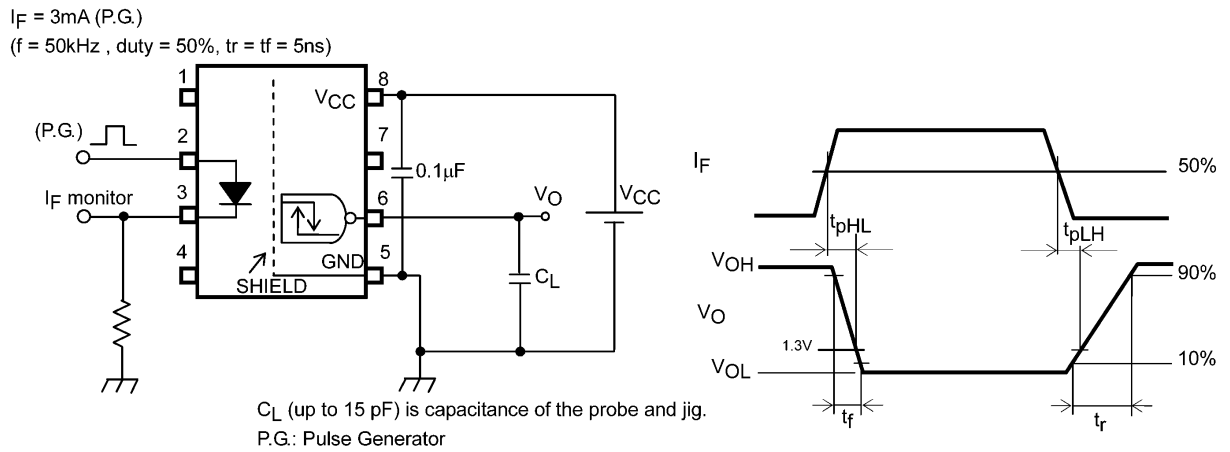 IF = 3mA (P.G.)
(f = 50kHz , duty = 50%, tr = tf = 5ns)
1
8
VCC
(P.G.)
2
7
0.1μF
IF monitor
3
6
VO
VCC
4
GND
5
SHIELD
CL
CL (up to 15 pF) is capacitance of the probe and jig.
P.G.: Pulse Generator
IF
50%
tpHL
tpLH
VOH
90%
VO
1.3V
VOL
10%
tf
tr